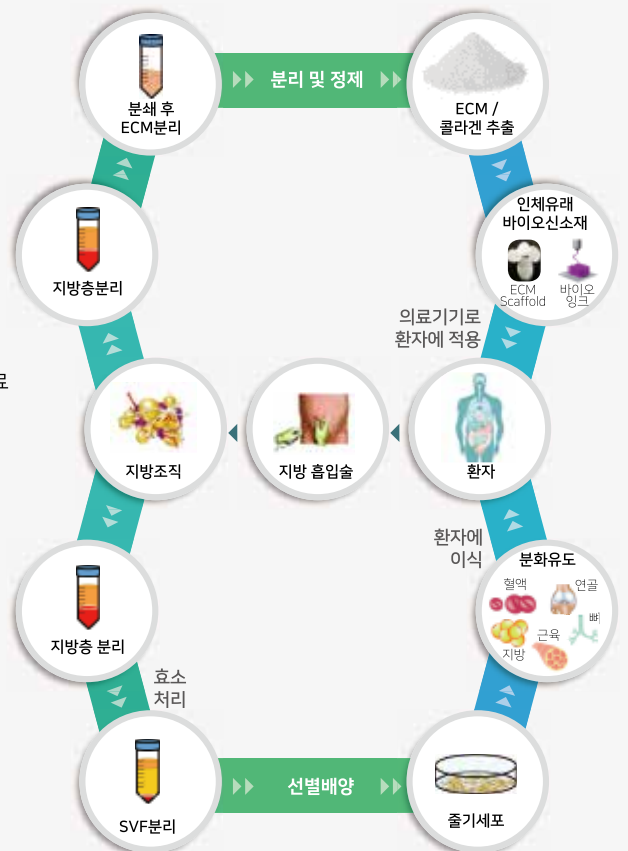 분쇄 후
ECM분리
분리 및 정제
ECM /
콜라겐 추출
지방층분리
인체유래
바이오신소재
ECM
Scaffold
바이오
잉크
의료기기로
환자에 적용
료
지방조직
지방 흡입술
환자
환자에
이식
지방층 분리
분화유도
혈액
연골
뼈
근육
지방
효소
처리
SVF분리
선별배양
줄기세포